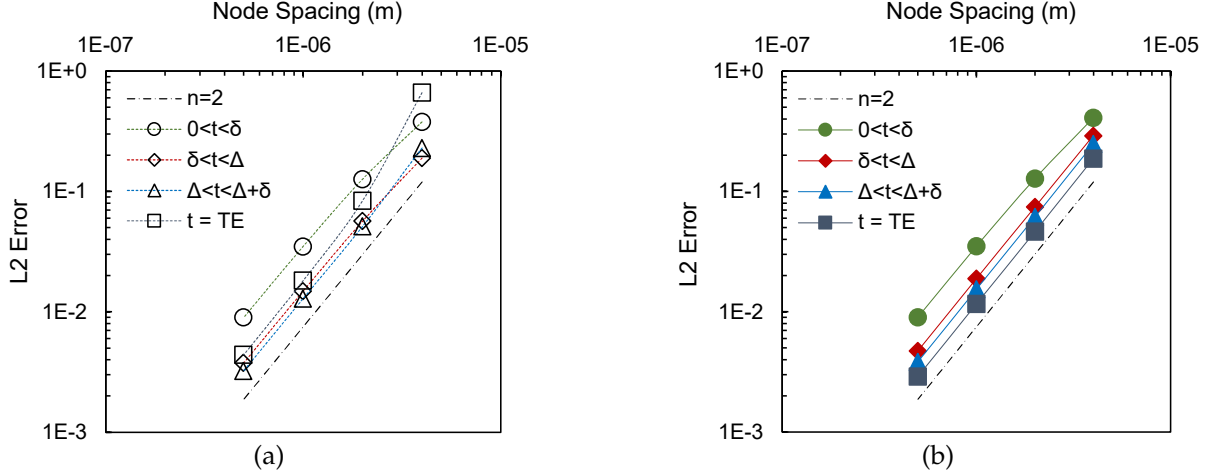 Node Spacing (m)
1E-07 1E-06 1E-05
1E+0
1E-1
1E-2
1E-3
L2 Error
n=2
0<t<δ
δ<t<Δ
Δ<t<Δ+δ
t = TE
(a)
Node Spacing (m)
1E-07 1E-06 1E-05
1E+0
1E-1
1E-2
1E-3
L2 Error
n=2
0<t<δ
δ<t<Δ
Δ<t<Δ+δ
t = TE
(b)